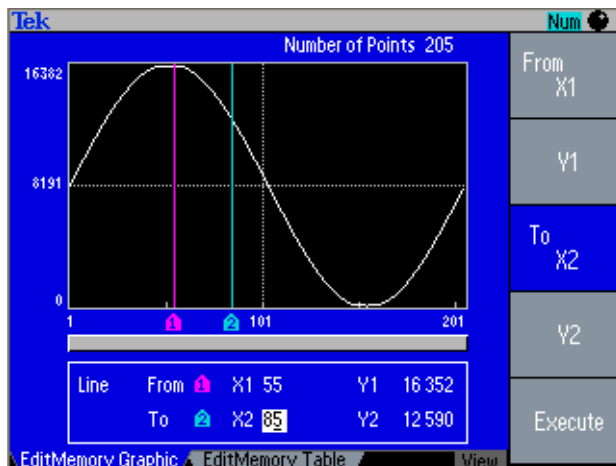 Tek Num
Number of Points 205
16382
8191
0
1 1 2 101 201
Line From 1 X1 55 Y1 16 352
To 2 X2 85 Y2 12 590
EditMemory Graphic EditMemory Table View
From
X1
Y1
To
X2
Y2
Execute